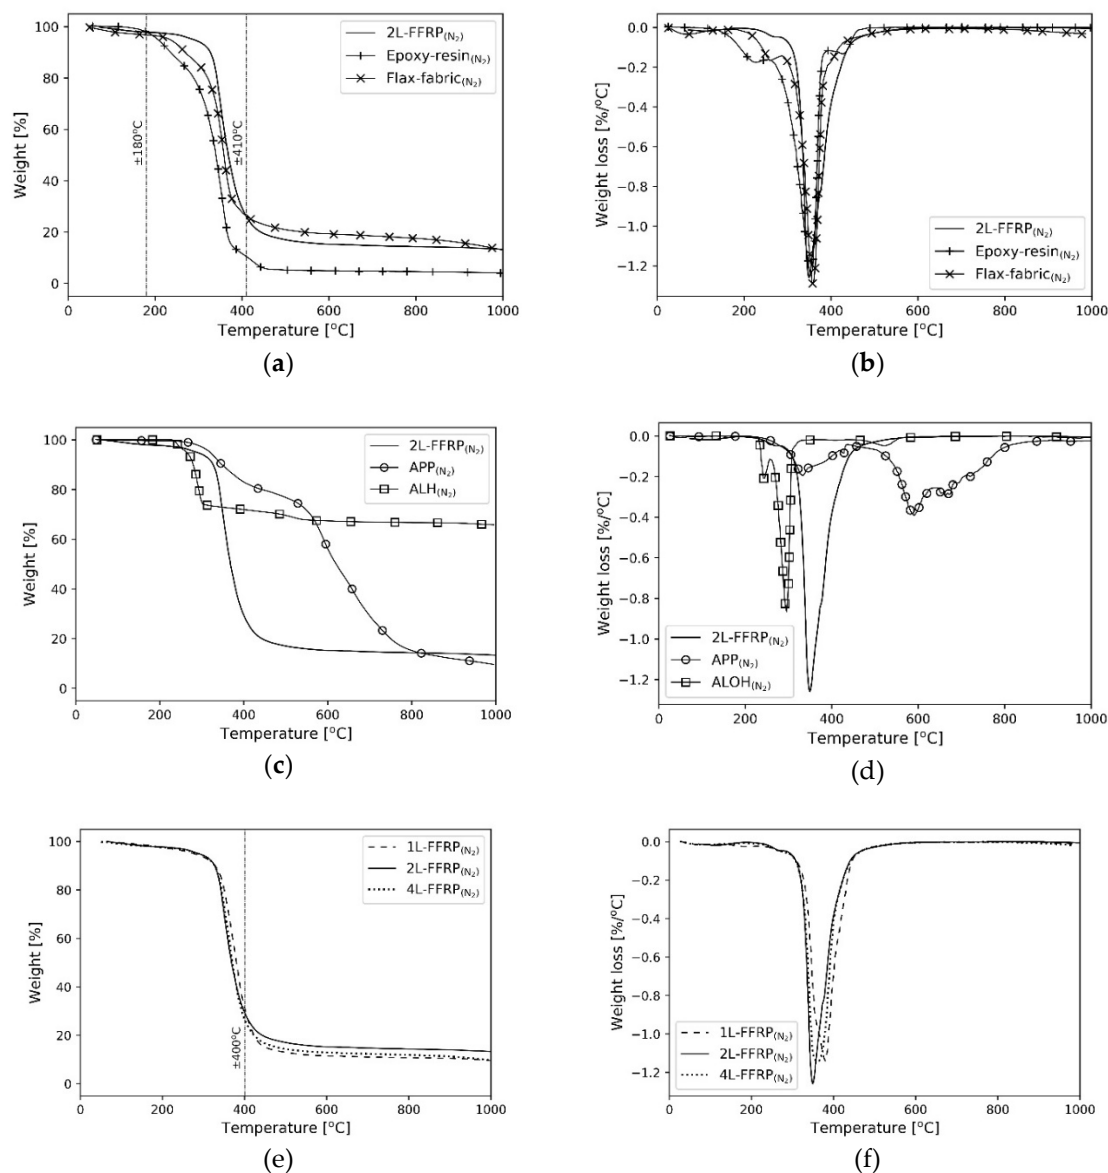 100
80
60
40
20
0
Weight [%]
±180°C
±410°C
2L-FFRP(N₂)
Epoxy-resin(N₂)
Flax-fabric(N₂)
0 200 400 600 800 1000
Temperature [°C]
(a)
0.0
−0.2
−0.4
−0.6
−0.8
−1.0
−1.2
Weight loss [%/°C]
2L-FFRP(N₂)
Epoxy-resin(N₂)
Flax-fabric(N₂)
0 200 400 600 800 1000
Temperature [°C]
(b)
100
80
60
40
20
0
Weight [%]
2L-FFRP(N₂)
APP(N₂)
ALH(N₂)
0 200 400 600 800 1000
Temperature [°C]
(c)
0.0
−0.2
−0.4
−0.6
−0.8
−1.0
−1.2
Weight loss [%/°C]
2L-FFRP(N₂)
APP(N₂)
ALOH(N₂)
0 200 400 600 800 1000
Temperature [°C]
(d)
100
80
60
40
20
0
Weight [%]
±400°C
1L-FFRP(N₂)
2L-FFRP(N₂)
4L-FFRP(N₂)
0 200 400 600 800 1000
Temperature [°C]
(e)
0.0
−0.2
−0.4
−0.6
−0.8
−1.0
−1.2
Weight loss [%/°C]
1L-FFRP(N₂)
2L-FFRP(N₂)
4L-FFRP(N₂)
0 200 400 600 800 1000
Temperature [°C]
(f)